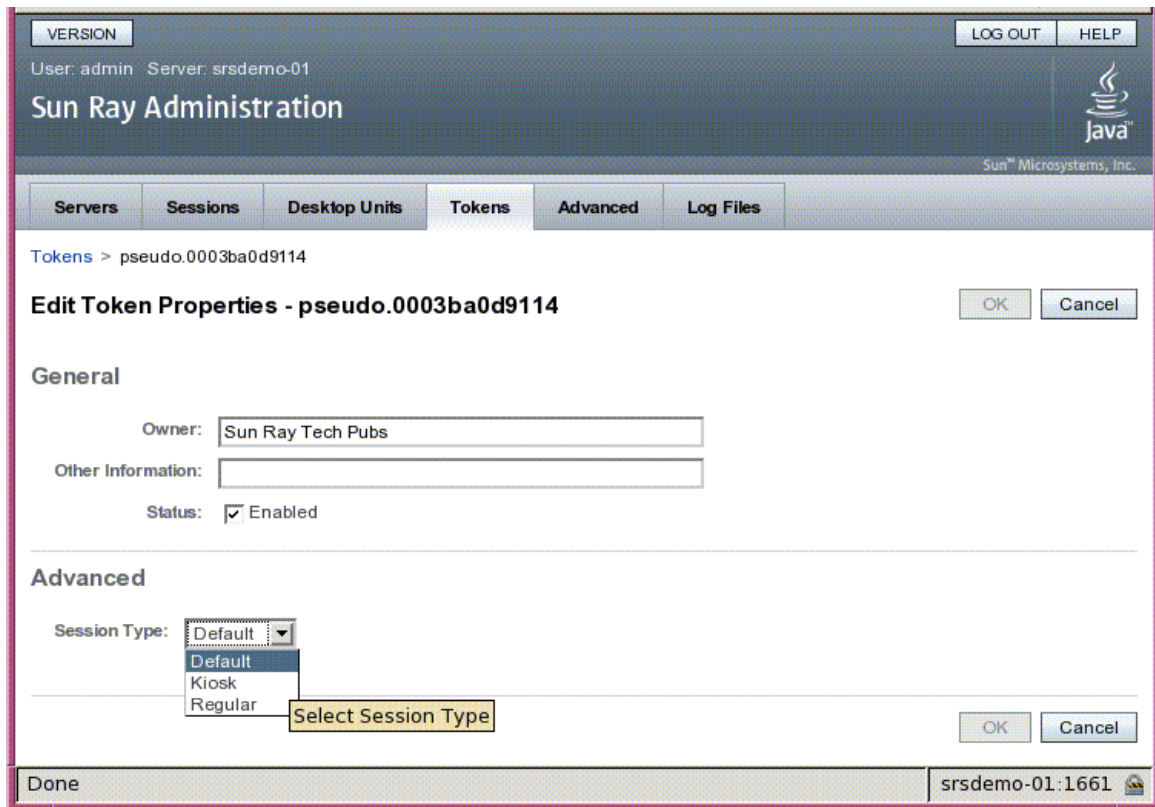 VERSION
LOG OUT HELP
User: admin Server: srsdemo-01
Sun Ray Administration
Java™
Sun™ Microsystems, Inc.
Servers Sessions Desktop Units Tokens Advanced Log Files
Tokens > pseudo.0003ba0d9114
Edit Token Properties - pseudo.0003ba0d9114
OK Cancel
General
Owner: Sun Ray Tech Pubs
Other Information:
Status: Enabled
Advanced
Session Type: Default
Default
Kiosk
Regular
Select Session Type
OK Cancel
Done
srsdemo-01:1661